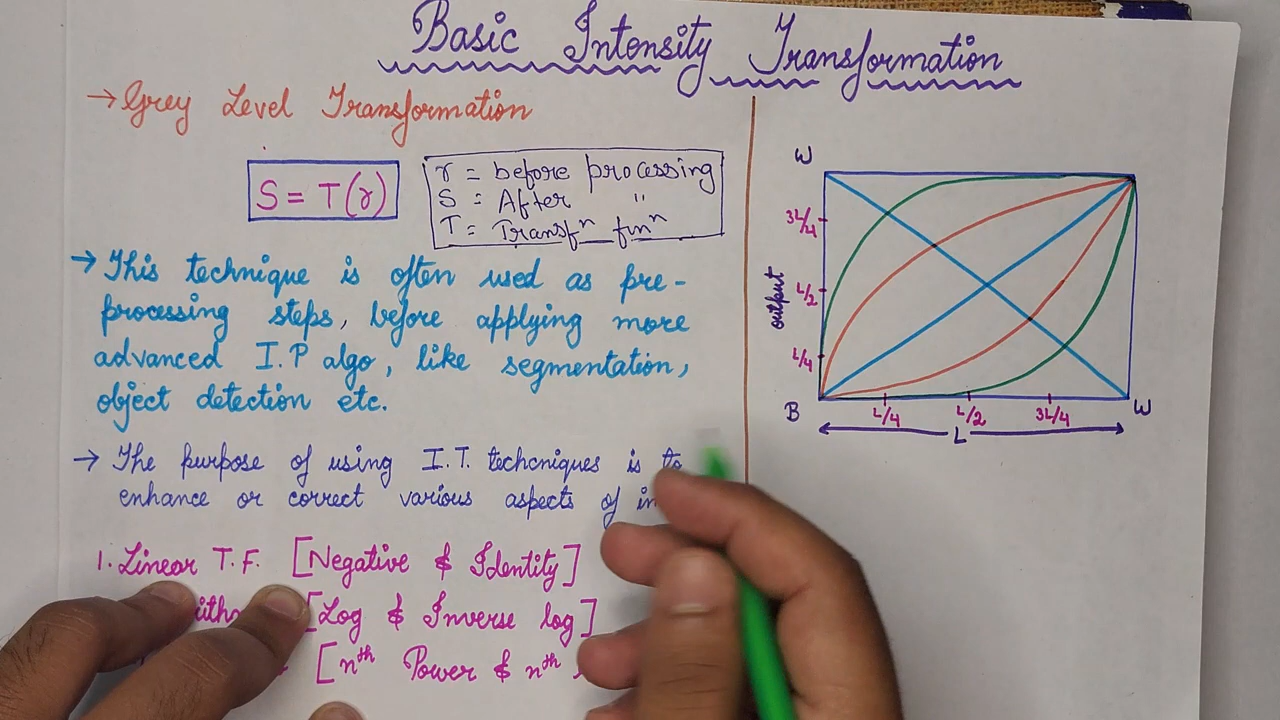 Basic Intensity Transformation
→ Grey Level Transformation
S = T(r)
r = before processing
S = After "
T = Transfⁿ funⁿ
→ This technique is often used as pre-
processing steps, before applying more
advanced I.P algo, like segmentation,
object detection etc.
→ The purpose of using I.T. techcniques is to
enhance or correct various aspects of
1. Linear T.F. [Negative & Identity]
[Log & Inverse log]
[nth Power & nth
W
3L/4
output
L/2
L/4
B
L/4 L/2 3L/4
W
L